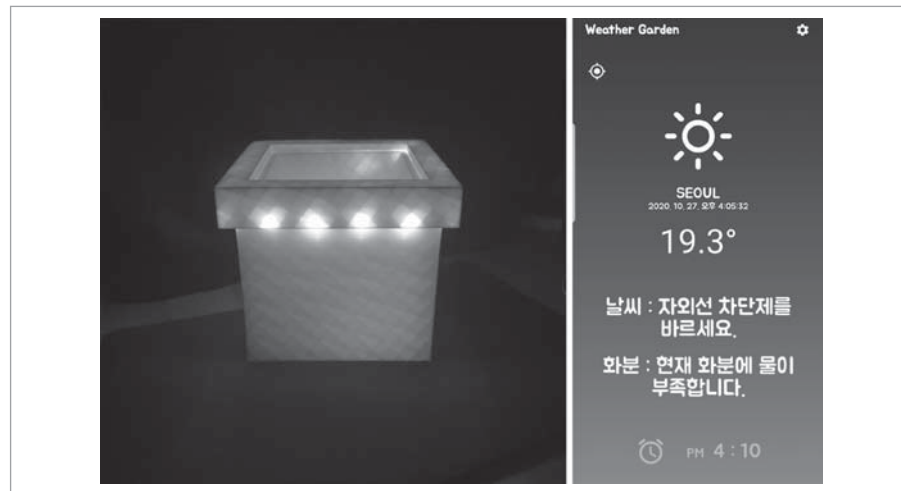 Weather Garden
SEOUL
2020. 10. 27. 오후 4:05:32
19.3°
날씨 : 자외선 차단제를
바르세요.
화분 : 현재 화분에 물이
부족합니다.
PM 4 : 10